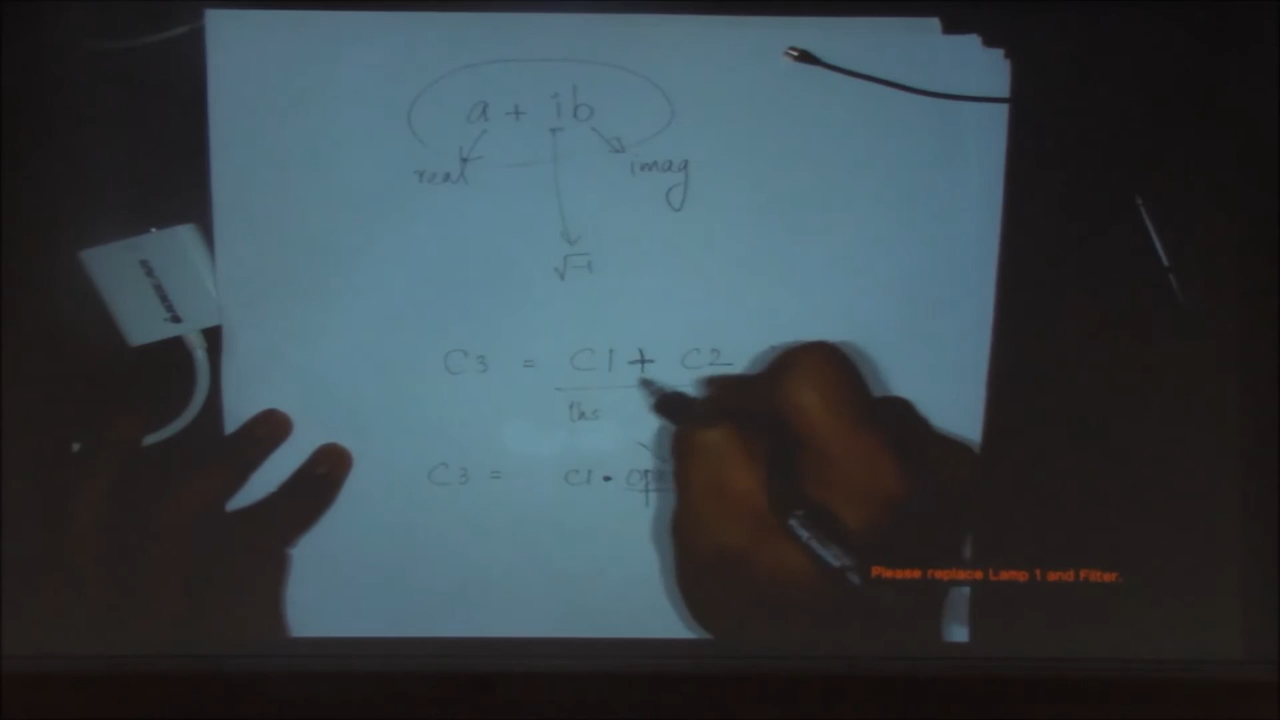 a + ib
real
imag
√-1
C3 = C1 + C2
lhs
C3 = C1 •
Please replace Lamp 1 and Filter.